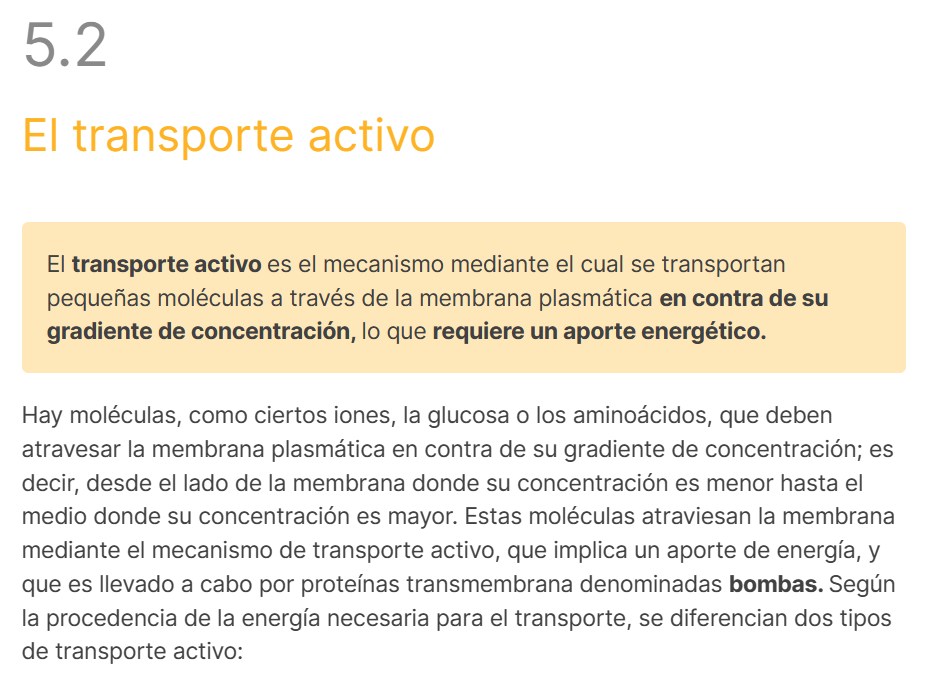 5.2
El transporte activo
El transporte activo es el mecanismo mediante el cual se transportan
pequeñas moléculas a través de la membrana plasmática en contra de su
gradiente de concentración, lo que requiere un aporte energético.
Hay moléculas, como ciertos iones, la glucosa o los aminoácidos, que deben
atravesar la membrana plasmática en contra de su gradiente de concentración; es
decir, desde el lado de la membrana donde su concentración es menor hasta el
medio donde su concentración es mayor. Estas moléculas atraviesan la membrana
mediante el mecanismo de transporte activo, que implica un aporte de energía, y
que es llevado a cabo por proteínas transmembrana denominadas bombas. Según
la procedencia de la energía necesaria para el transporte, se diferencian dos tipos
de transporte activo: